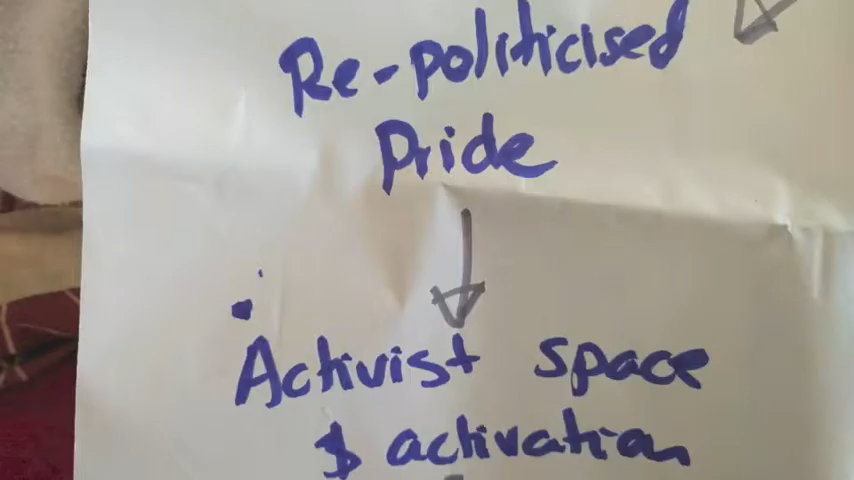 Re-politicised
Pride
Activist space
& activation